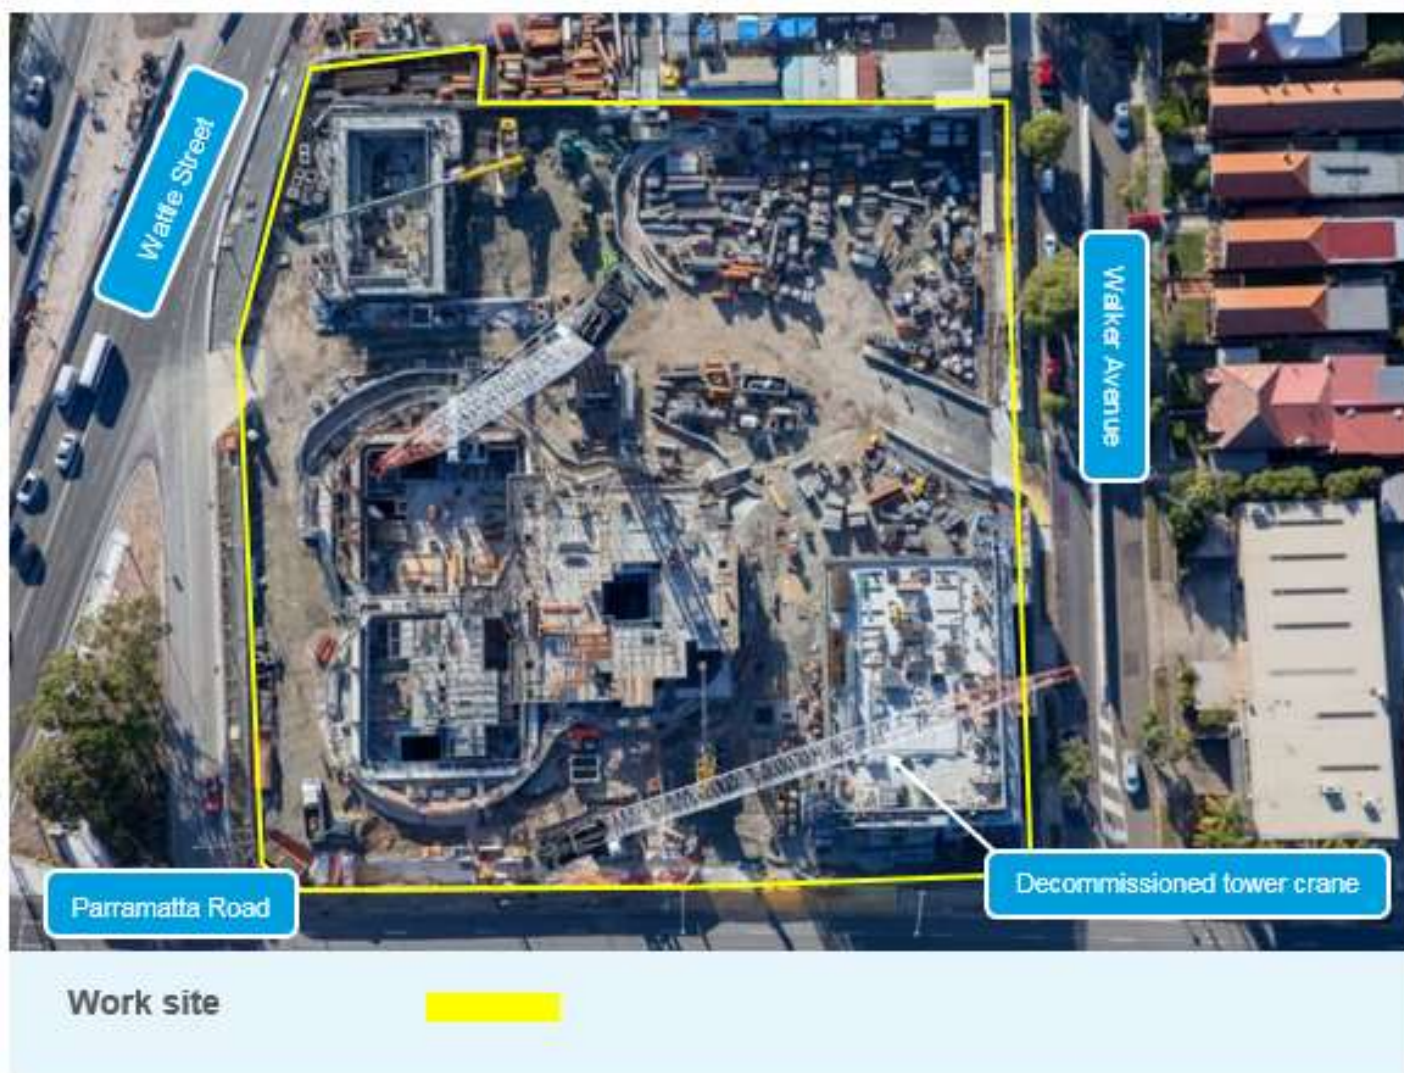 Wattle Street
Walker Avenue
Decommissioned tower crane
Parramatta Road
Work site